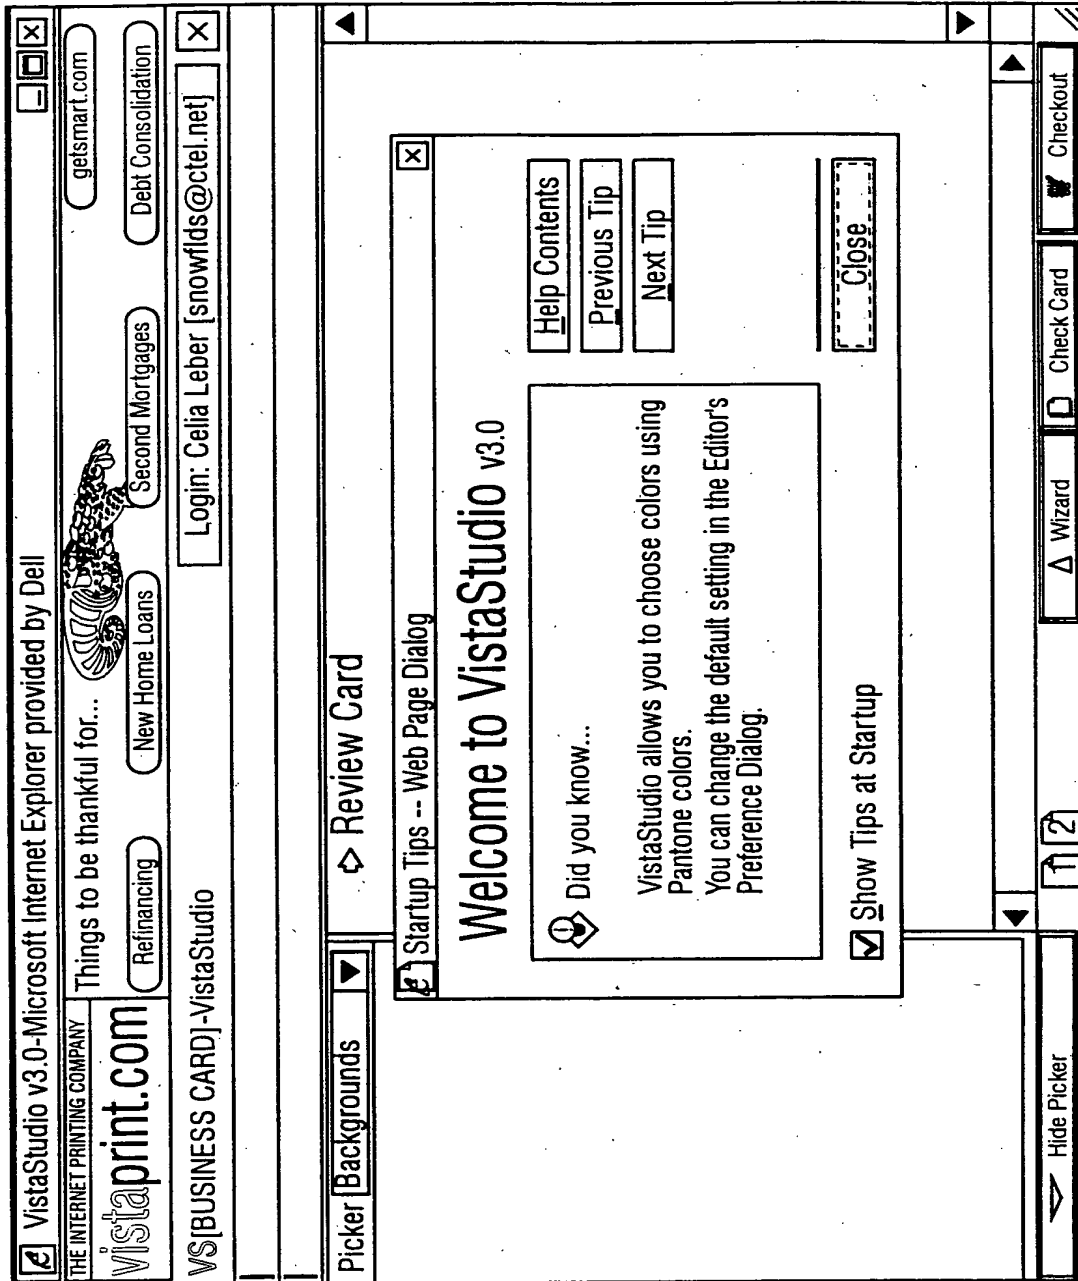 VistaStudio v3.0-Microsoft Internet Explorer provided by Dell
THE INTERNET PRINTING COMPANY
vistaprint.com
Things to be thankful for...
getsmart.com
Refinancing
New Home Loans
Second Mortgages
Debt Consolidation
VS[BUSINESS CARD]-VistaStudio
Login: Celia Leber [snowflds@ctel.net]
Picker Backgrounds
Review Card
Startup Tips -- Web Page Dialog
Welcome to VistaStudio v3.0
Did you know...
VistaStudio allows you to choose colors using
Pantone colors.
You can change the default setting in the Editor's
Preference Dialog.
Help Contents
Previous Tip
Next Tip
Show Tips at Startup
Close
Hide Picker
1 2
Wizard
Check Card
Checkout